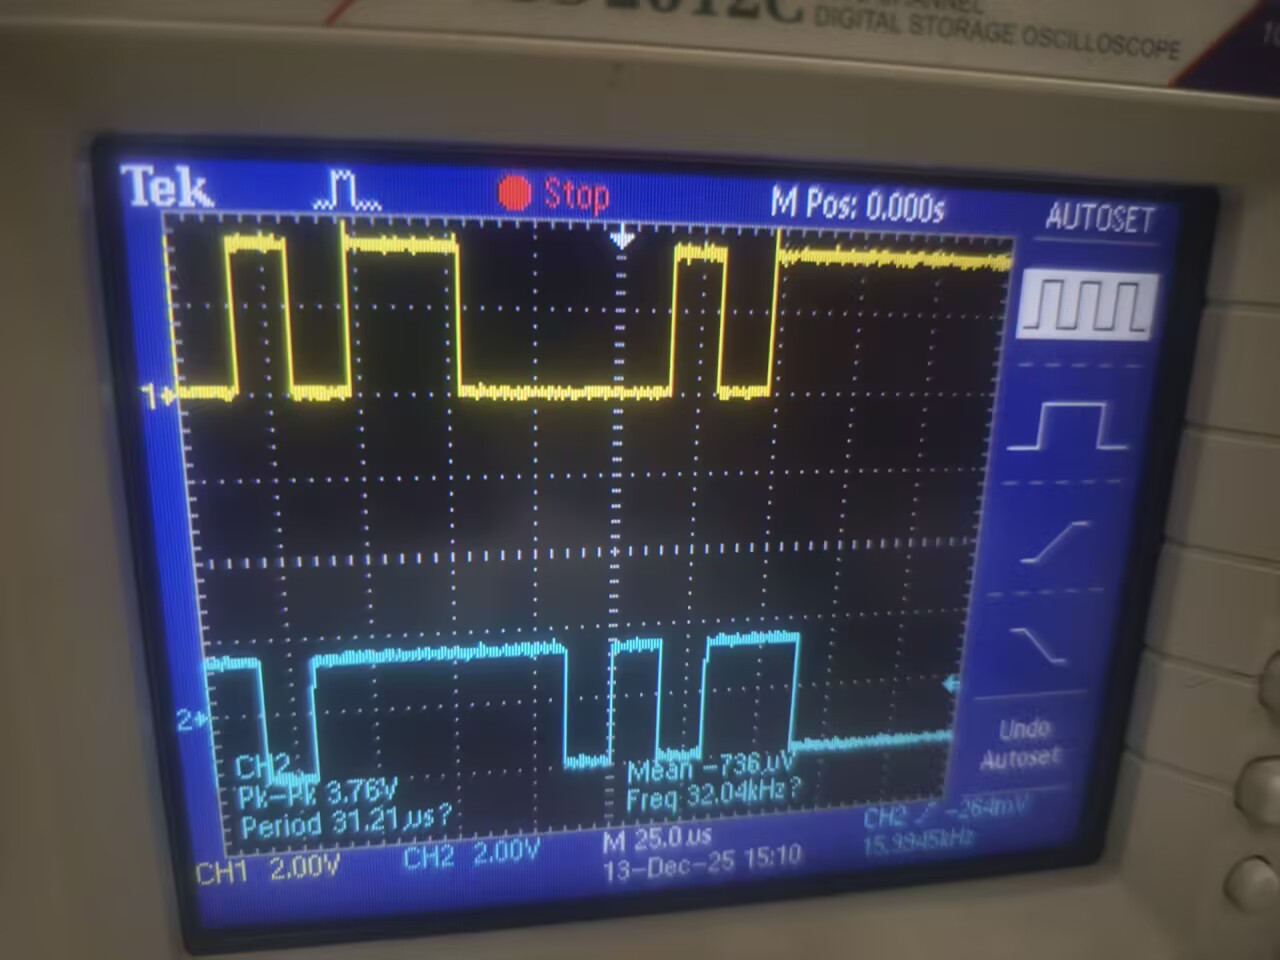 DIGITAL STORAGE OSCILLOSCOPE
Tek
Stop
M Pos: 0.000s
AUTOSET
1
2
CH2
Pk-Pk 3.76V
Period 31.21µs?
Mean -736µV
Freq 32.04kHz?
Undo
Autoset
CH1 2.00V
CH2 2.00V
M 25.0µs
13-Dec-25 15:10
CH2
-264mV
15.9945kHz